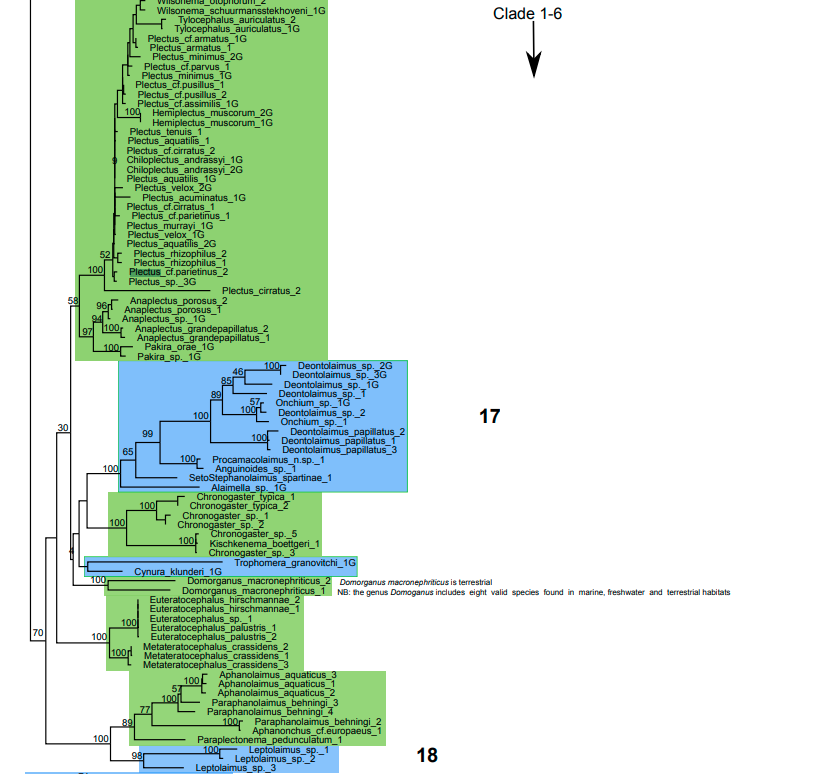 Wilsonema_otophorum_2
Wilsonema_schuurmansstekhoveni_1G
Clade 1-6
Tylocephalus_auriculatus_2
Tylocephalus_auriculatus_1G
Plectus_cf.armatus_1G
Plectus_armatus_1
Plectus_minimus_2G
Plectus_cf.parvus_1
Plectus_minimus_1G
Plectus_cf.pusillus_1
Plectus_cf.pusillus_2
Plectus_cf.assimilis_1G
100
Hemiplectus_muscorum_2G
Hemiplectus_muscorum_1G
Plectus_tenuis_1
Plectus_aquatilis_1
Plectus_cf.cirratus_2
9
Chiloplectus_andrassyi_1G
Chiloplectus_andrassyi_2G
Plectus_aquatilis_1G
Plectus_velox_2G
Plectus_acuminatus_1G
Plectus_cf.cirratus_1
Plectus_cf.parietinus_1
Plectus_murrayi_1G
Plectus_velox_1G
Plectus_aquatilis_2G
52
Plectus_rhizophilus_2
Plectus_rhizophilus_1
100
Plectus_cf.parietinus_2
Plectus_sp._3G
Plectus_cirratus_2
58
Anaplectus_porosus_2
96
Anaplectus_porosus_1
94
Anaplectus_sp._1G
97
100
Anaplectus_grandepapillatus_2
Anaplectus_grandepapillatus_1
100
Pakira_orae_1G
Pakira_sp._1G
100
Deontolaimus_sp._2G
46
Deontolaimus_sp._3G
85
Deontolaimus_sp._1G
89
Deontolaimus_sp._1
57
Onchium_sp._1G
100
Deontolaimus_sp._2
100
Onchium_sp._1
17
30
99
Deontolaimus_papillatus_2
100
Deontolaimus_papillatus_1
Deontolaimus_papillatus_3
65
100
Procamacolaimus_n.sp._1
Anguinoides_sp._1
100
SetoStephanolaimus_spartinae_1
Alaimella_sp._1G
Chronogaster_typica_1
100
Chronogaster_typica_2
Chronogaster_sp._1
100
Chronogaster_sp._2
Chronogaster_sp._5
100
Kischkenema_boettgeri_1
4
Chronogaster_sp._3
Trophomera_granovitchi_1G
Cynura_klunderi_1G
100
Domorganus_macronephriticus_2
Domorganus macronephriticus is terrestrial
Domorganus_macronephriticus_1
NB: the genus Domoganus includes eight valid species found in marine, freshwater and terrestrial habitats
Euteratocephalus_hirschmannae_2
Euteratocephalus_hirschmannae_1
Euteratocephalus_sp._1
100
Euteratocephalus_palustris_1
70
100
Euteratocephalus_palustris_2
Metateratocephalus_crassidens_2
100
Metateratocephalus_crassidens_1
Metateratocephalus_crassidens_3
Aphanolaimus_aquaticus_3
100
Aphanolaimus_aquaticus_1
57
Aphanolaimus_aquaticus_2
100
Paraphanolaimus_behningi_3
77
Paraphanolaimus_behningi_4
89
100
Paraphanolaimus_behningi_2
Aphanonchus_cf.europaeus_1
100
Paraplectonema_pedunculatum_1
100
Leptolaimus_sp._1
98
Leptolaimus_sp._2
18
Leptolaimus_sp._3